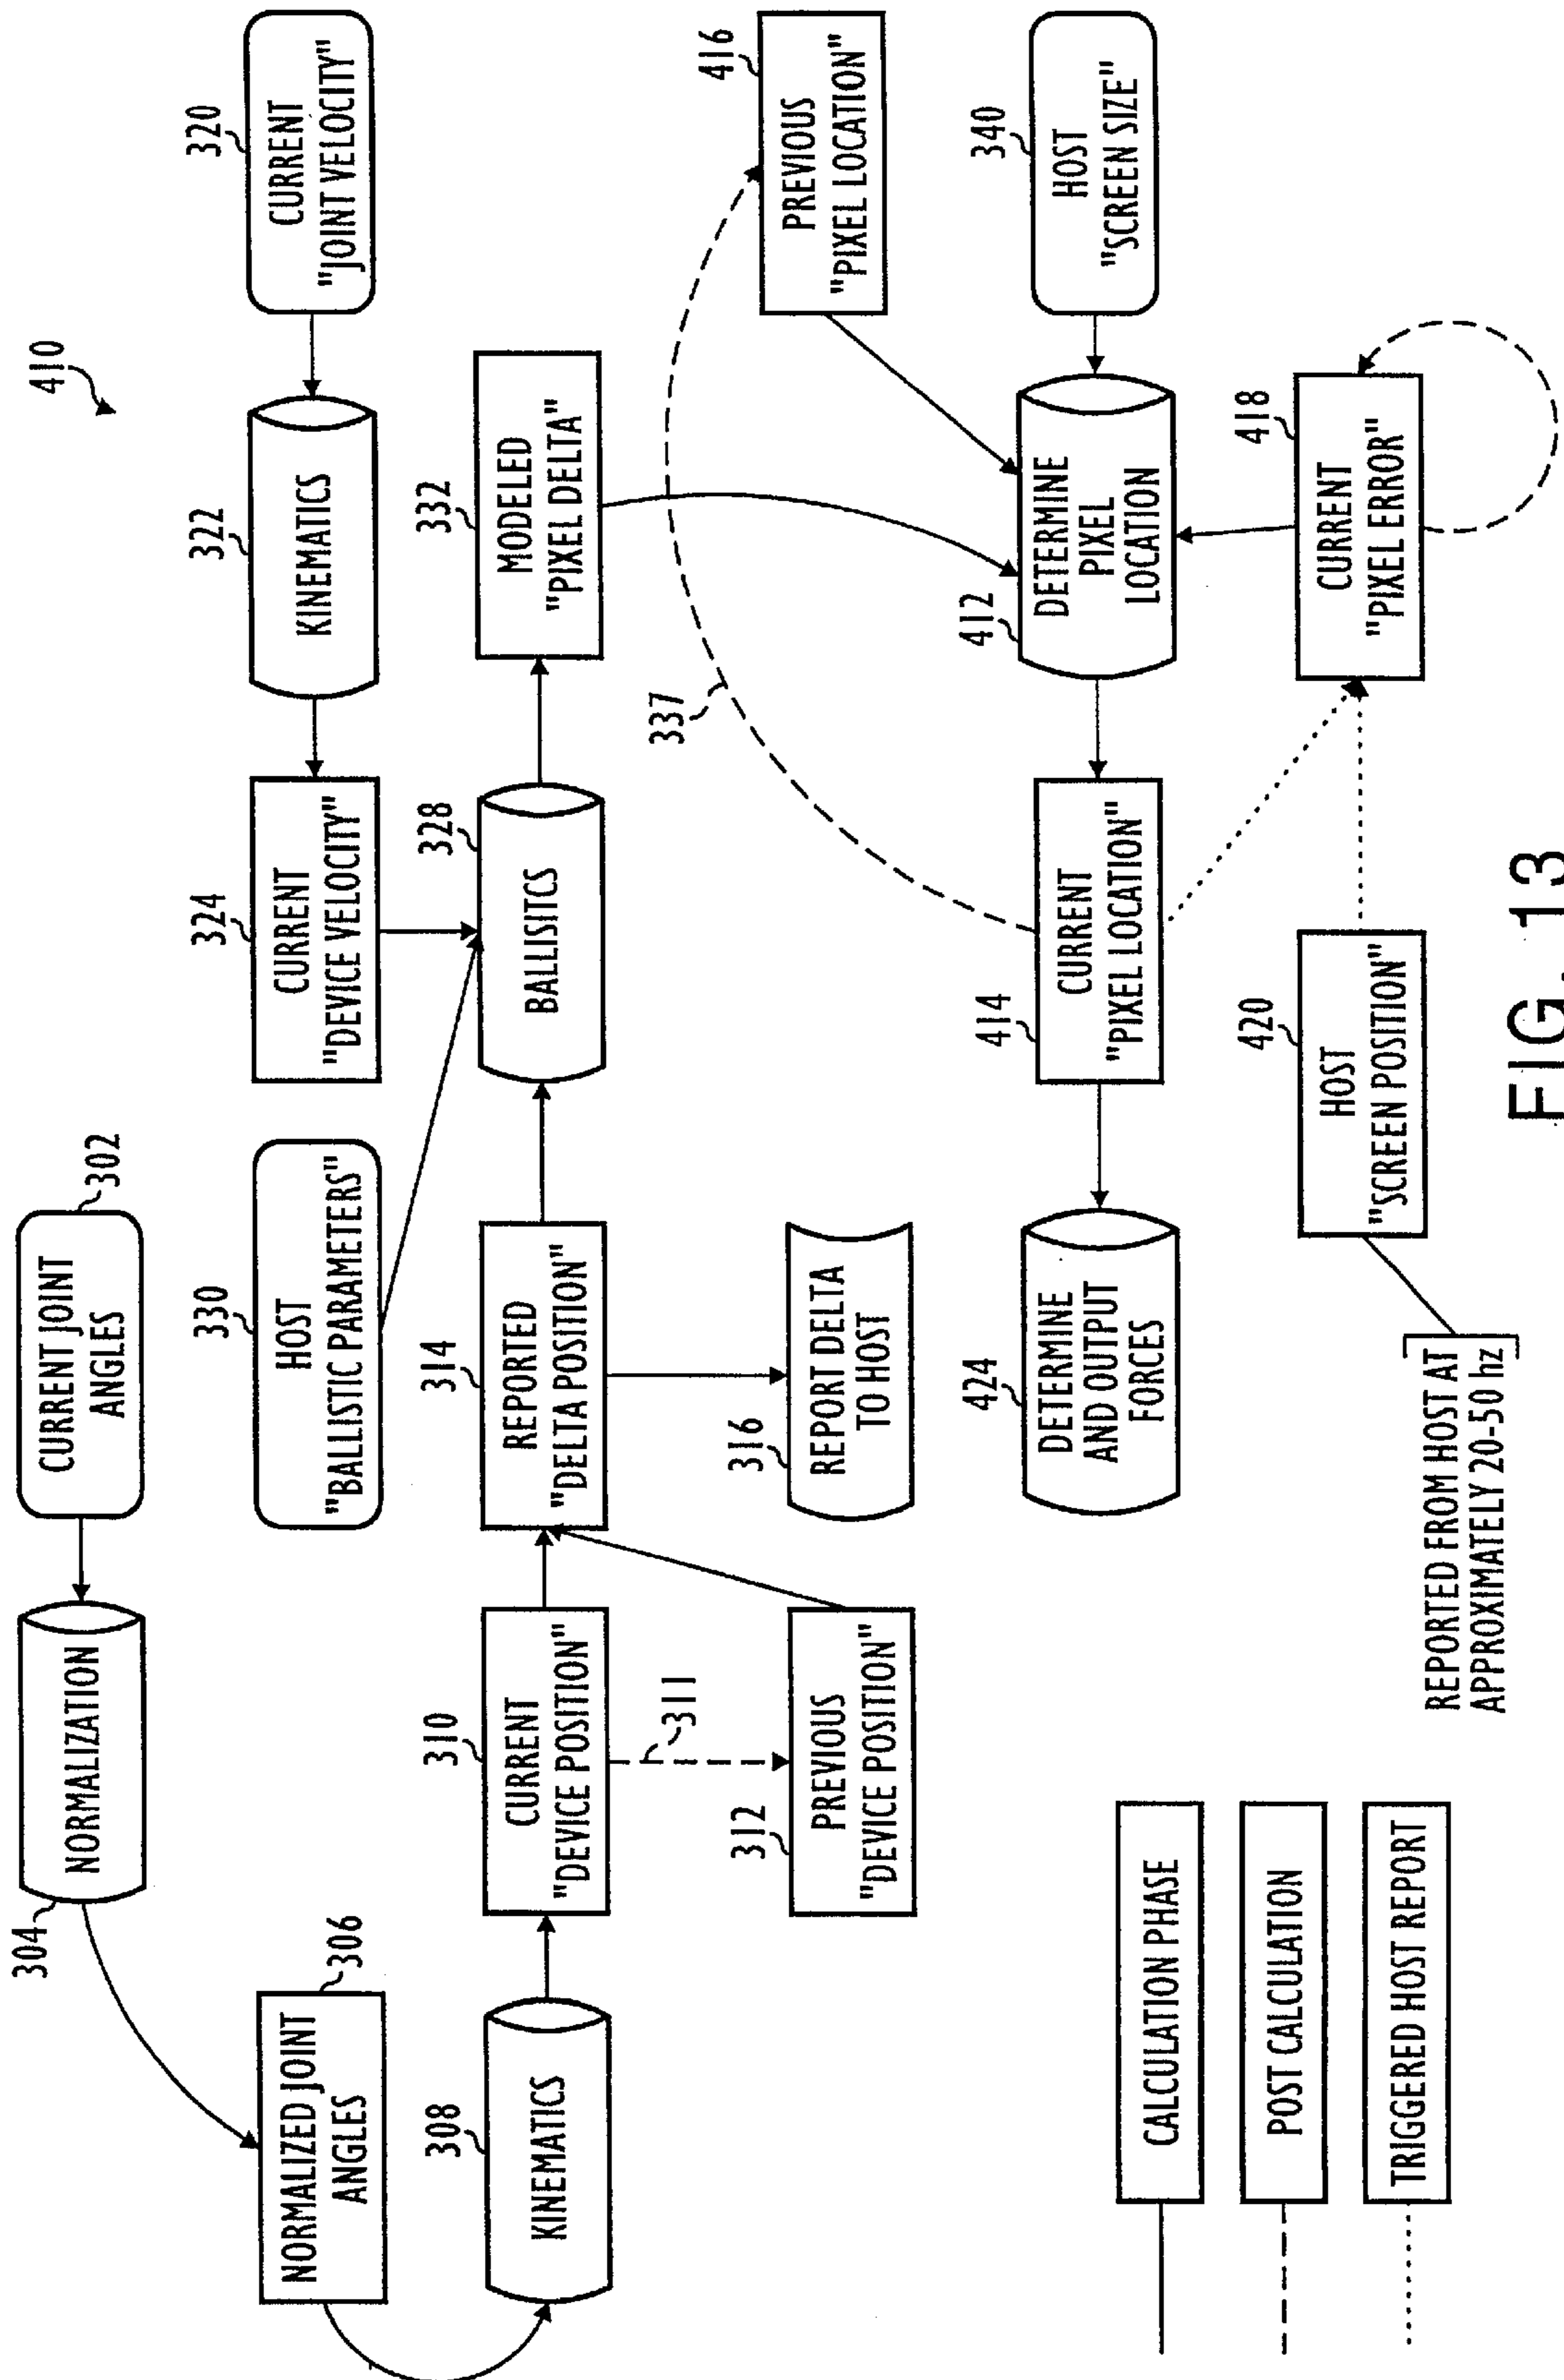 302
CURRENT JOINT
ANGLES
304
NORMALIZATION
306
NORMALIZED JOINT
ANGLES
410
330
HOST
"BALLISTIC PARAMETERS"
324
CURRENT
"DEVICE VELOCITY"
322
KINEMATICS
320
CURRENT
"JOINT VELOCITY"
308
KINEMATICS
310
CURRENT
"DEVICE POSITION"
311
314
REPORTED
"DELTA POSITION"
328
BALLISITCS
332
MODELED
"PIXEL DELTA"
312
PREVIOUS
"DEVICE POSITION"
316
REPORT DELTA
TO HOST
337
416
PREVIOUS
"PIXEL LOCATION"
424
DETERMINE
AND OUTPUT
FORCES
414
CURRENT
"PIXEL LOCATION"
412
DETERMINE
PIXEL
LOCATION
340
HOST
"SCREEN SIZE"
420
HOST
"SCREEN POSITION"
418
CURRENT
"PIXEL ERROR"
REPORTED FROM HOST AT
APPROXIMATELY 20-50 hz
CALCULATION PHASE
POST CALCULATION
TRIGGERED HOST REPORT
FIG. 13